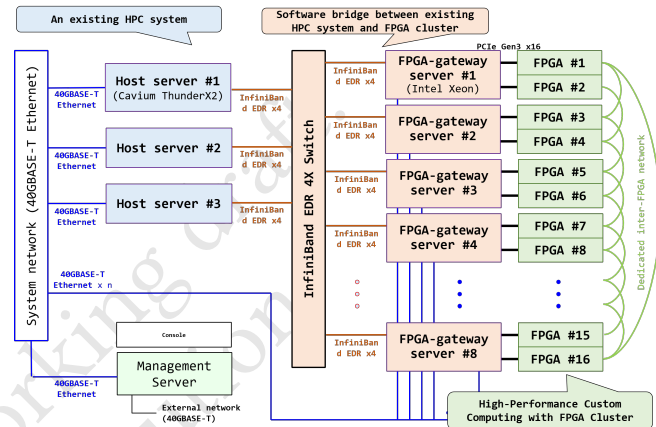 An existing HPC system
Software bridge between existing
HPC system and FPGA cluster
PCIe Gen3 x16
System network (40GBASE-T Ethernet)
40GBASE-T
Ethernet
Host server #1
(Cavium ThunderX2)
InfiniBan
d EDR x4
40GBASE-T
Ethernet
Host server #2
InfiniBan
d EDR x4
40GBASE-T
Ethernet
Host server #3
InfiniBan
d EDR x4
40GBASE-T
Ethernet x n
InfiniBand EDR 4X Switch
InfiniBan
d EDR x4
FPGA-gateway
server #1
(Intel Xeon)
FPGA #1
FPGA #2
InfiniBan
d EDR x4
FPGA-gateway
server #2
FPGA #3
FPGA #4
InfiniBan
d EDR x4
FPGA-gateway
server #3
FPGA #5
FPGA #6
InfiniBan
d EDR x4
FPGA-gateway
server #4
FPGA #7
FPGA #8
InfiniBan
d EDR x4
FPGA-gateway
server #8
FPGA #15
FPGA #16
Dedicated inter-FPGA network
Console
Management
Server
40GBASE-T
Ethernet
External network
(40GBASE-T)
High-Performance Custom
Computing with FPGA Cluster
orking draft